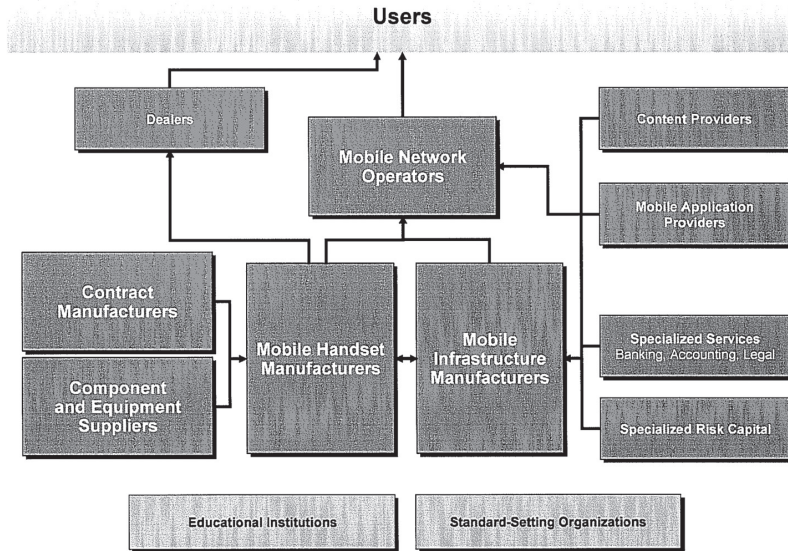 Users
Dealers
Mobile Network
Operators
Content Providers
Mobile Application
Providers
Contract
Manufacturers
Component
and Equipment
Suppliers
Mobile Handset
Manufacturers
Mobile
Infrastructure
Manufacturers
Specialized Services
Banking, Accounting, Legal
Specialized Risk Capital
Educational Institutions
Standard-Setting Organizations